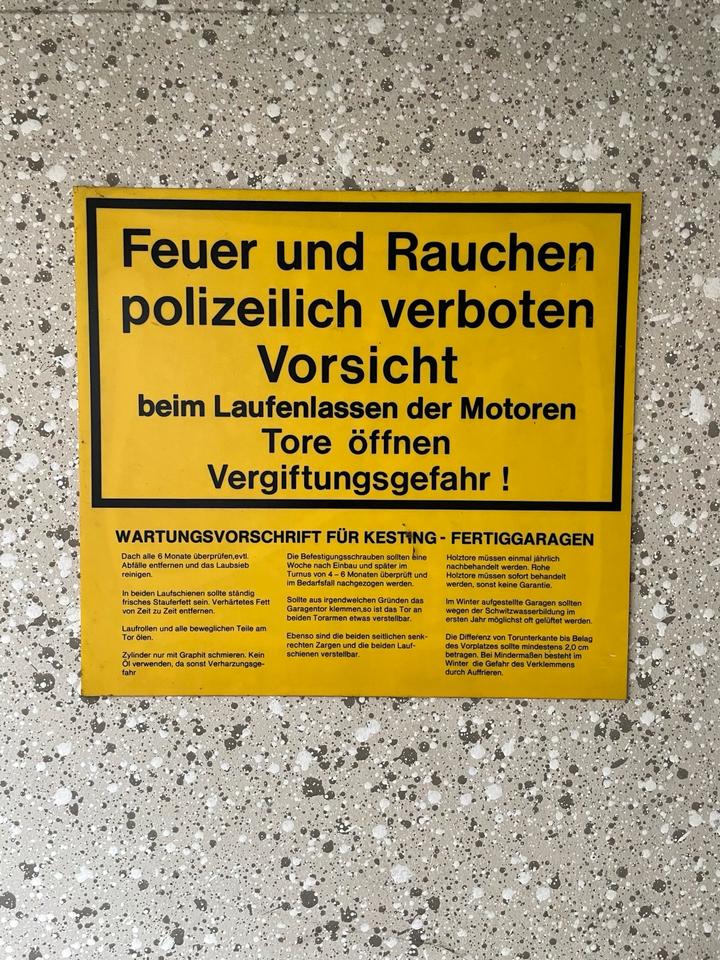 Feuer und Rauchen
polizeilich verboten
Vorsicht
beim Laufenlassen der Motoren
Tore öffnen
Vergiftungsgefahr !
WARTUNGSVORSCHRIFT FÜR KESTING - FERTIGGARAGEN
Dach alle 6 Monate überprüfen,evtl.
Abfälle entfernen und das Laubsieb
reinigen.
In beiden Laufschienen sollte ständig
frisches Stauferfett sein. Verhärtetes Fett
von Zeit zu Zeit entfernen.
Laufrollen und alle beweglichen Teile am
Tor ölen.
Zylinder nur mit Graphit schmieren. Kein
Öl verwenden, da sonst Verharzungsge-
fahr
Die Befestigungsschrauben sollten eine
Woche nach Einbau und später im
Turnus von 4 – 6 Monaten überprüft und
im Bedarfsfall nachgezogen werden.
Sollte aus irgendwelchen Gründen das
Garagentor klemmen,so ist das Tor an
beiden Torarmen etwas verstellbar.
Ebenso sind die beiden seitlichen senk-
rechten Zargen und die beiden Lauf-
schienen verstellbar.
Holztore müssen einmal jährlich
nachbehandelt werden. Rohe
Holztore müssen sofort behandelt
werden, sonst keine Garantie.
Im Winter aufgestellte Garagen sollten
wegen der Schwitzwasserbildung im
ersten Jahr möglichst oft gelüftet werden.
Die Differenz von Torunterkante bis Belag
des Vorplatzes sollte mindestens 2,0 cm
betragen. Bei Mindermaßen besteht im
Winter die Gefahr des Verklemmens
durch Auffrieren.